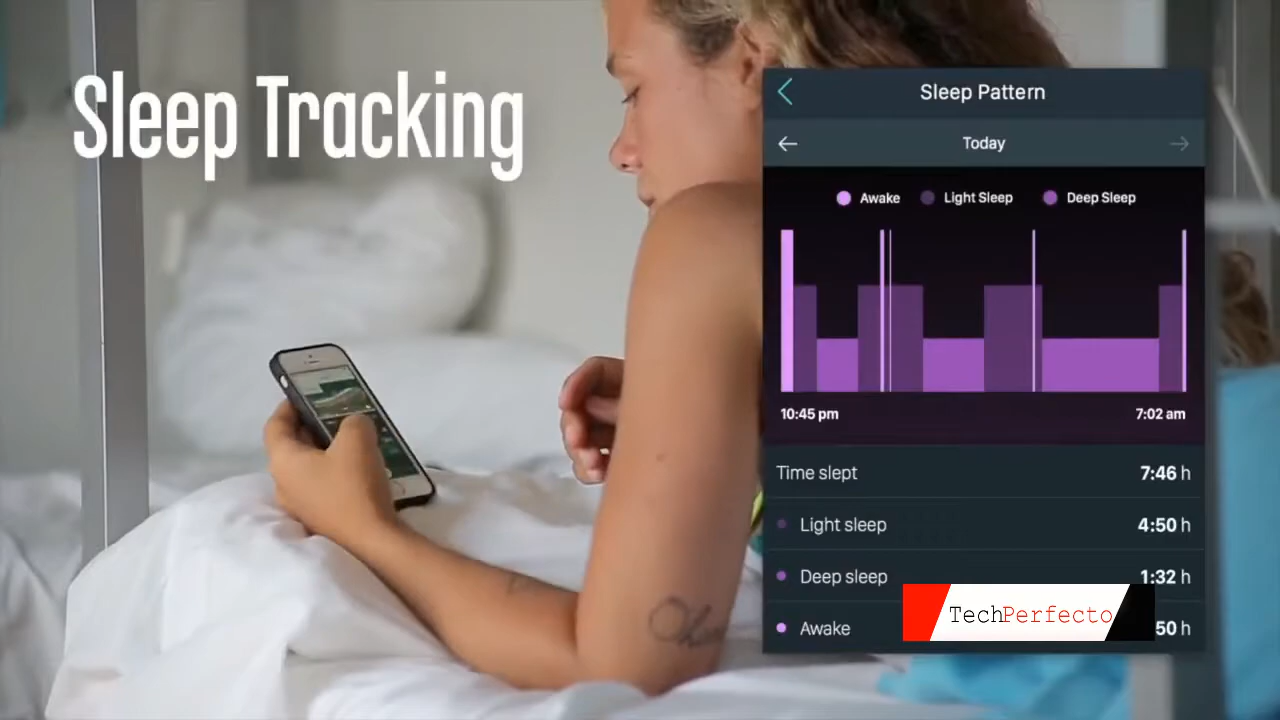 Sleep Tracking
Sleep Pattern
Today
Awake Light Sleep Deep Sleep
10:45 pm 7:02 am
Time slept 7:46 h
Light sleep 4:50 h
Deep sleep 1:32 h
TechPerfecto
Awake 50 h